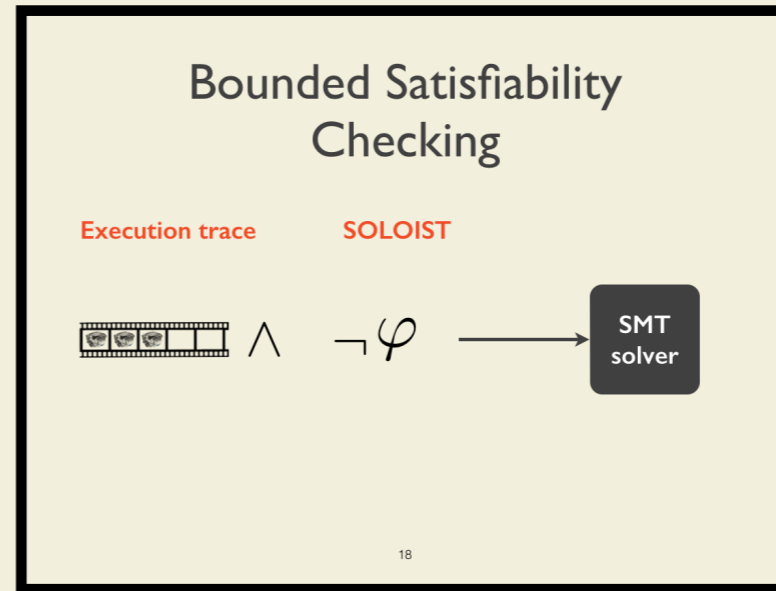 Bounded Satisfiability
Checking
Execution trace SOLOIST
∧ ¬φ
SMT
solver
18